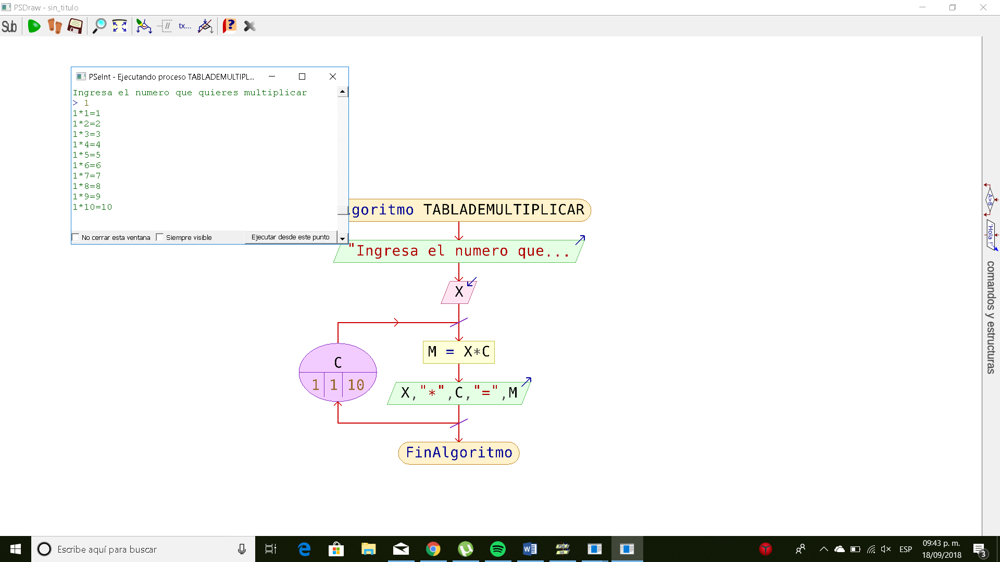 PSDraw - sin_titulo
Sub
tx...
PSeInt - Ejecutando proceso TABLADEMULTIPL...
Ingresa el numero que quieres multiplicar
> 1
1*1=1
1*2=2
1*3=3
1*4=4
1*5=5
1*6=6
1*7=7
1*8=8
1*9=9
1*10=10
No cerrar esta ventana
Siempre visible
Ejecutar desde este punto
lgoritmo TABLADEMULTIPLICAR
"Ingresa el numero que...
X
M = X*C
C
1 1 10
X,"*",C,"=",M
FinAlgoritmo
A>B
'Hola !'
comandos y estructuras
Escribe aquí para buscar
ESP
09:43 p. m.
18/09/2018
3